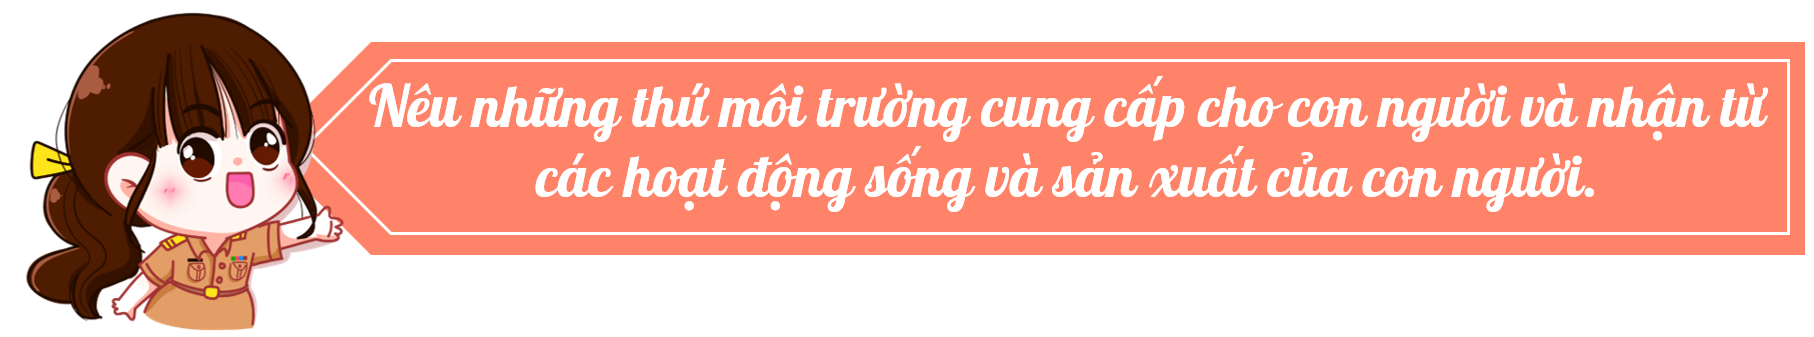 Nêu những thứ môi trường cung cấp cho con người và nhận từ
các hoạt động sống và sản xuất của con người.